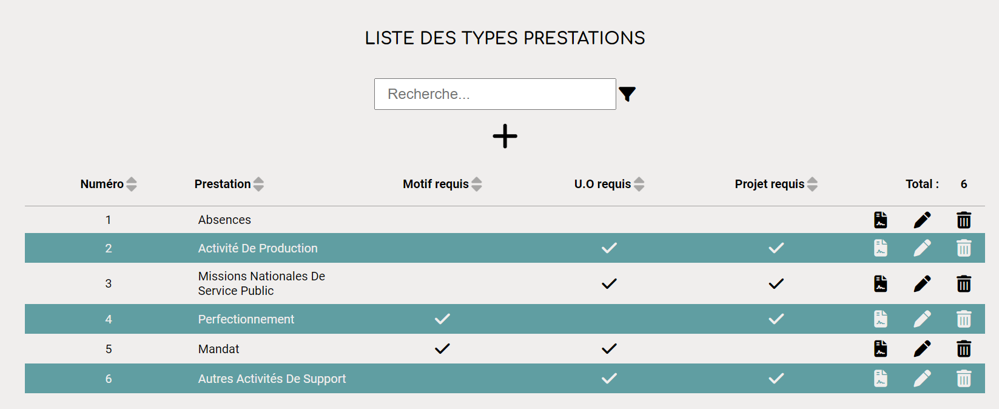 LISTE DES TYPES PRESTATIONS
Recherche...
Numéro Prestation Motif requis U.O requis Projet requis Total : 6
1 Absences
2 Activité De Production
3 Missions Nationales De
Service Public
4 Perfectionnement
5 Mandat
6 Autres Activités De Support